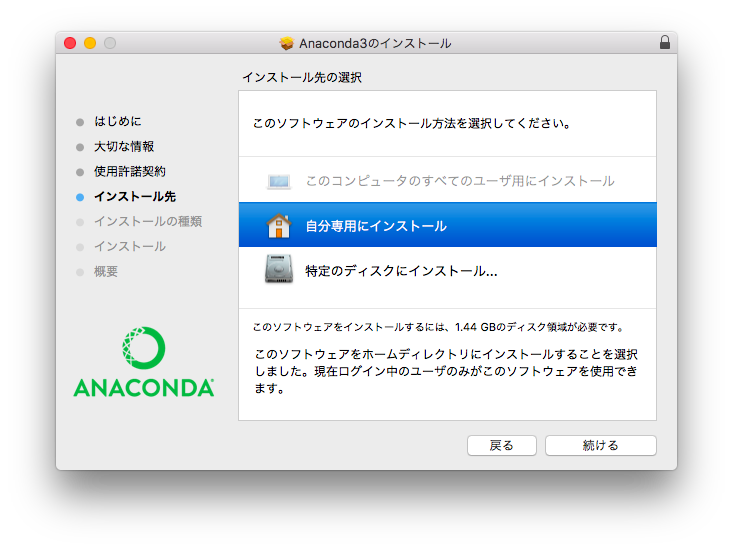 Anaconda3のインストール
インストール先の選択
はじめに
大切な情報
使用許諾契約
インストール先
インストールの種類
インストール
概要
ANACONDA
このソフトウェアのインストール方法を選択してください。
このコンピュータのすべてのユーザ用にインストール
自分専用にインストール
特定のディスクにインストール...
このソフトウェアをインストールするには、1.44 GBのディスク領域が必要です。
このソフトウェアをホームディレクトリにインストールすることを選択
しました。現在ログイン中のユーザのみがこのソフトウェアを使用でき
ます。
戻る
続ける